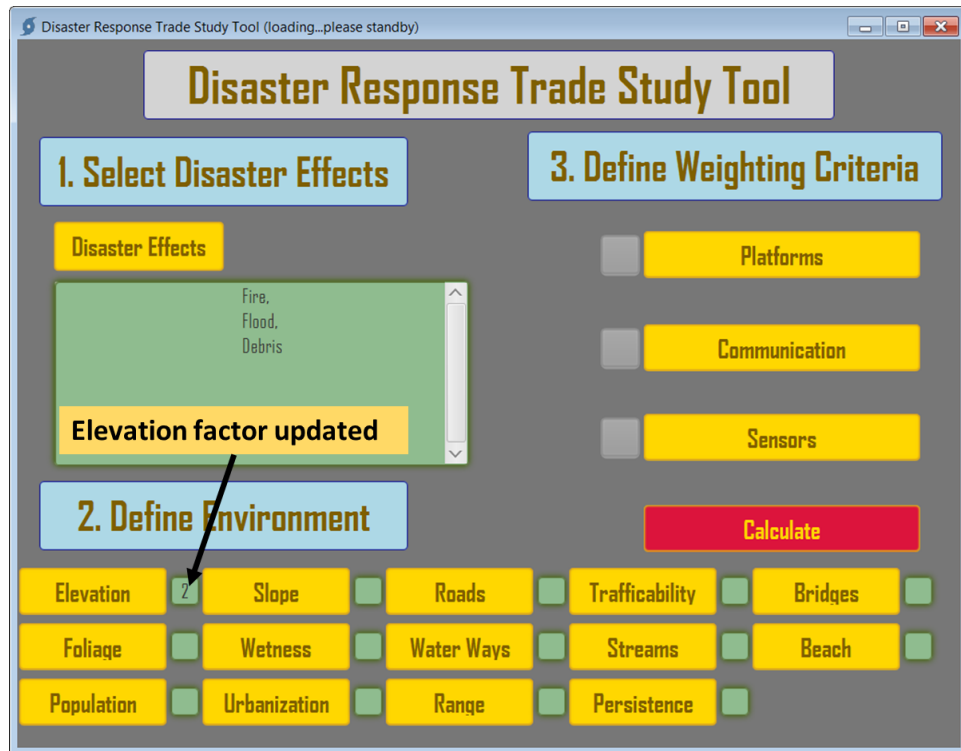 Disaster Response Trade Study Tool (loading...please standby)
Disaster Response Trade Study Tool
1. Select Disaster Effects
3. Define Weighting Criteria
Disaster Effects
Platforms
Fire,
Flood,
Debris
Communication
Elevation factor updated
Sensors
2. Define Environment
Calculate
Elevation 2 Slope Roads Trafficability Bridges
Foliage Wetness Water Ways Streams Beach
Population Urbanization Range Persistence